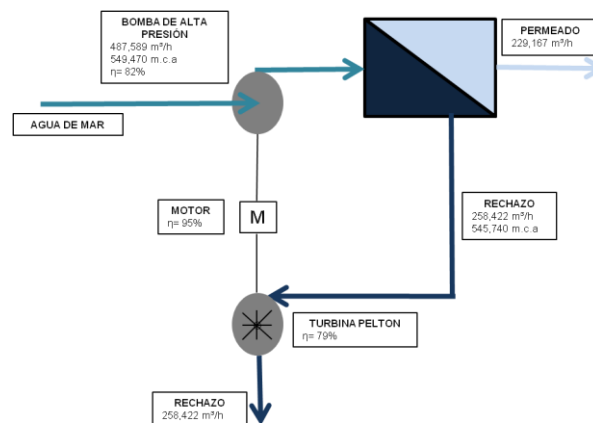 BOMBA DE ALTA
PRESIÓN
487,589 m³/h
549,470 m.c.a
η= 82%
PERMEADO
229,167 m³/h
AGUA DE MAR
MOTOR
η= 95%
M
RECHAZO
258,422 m³/h
545,740 m.c.a
TURBINA PELTON
η= 79%
RECHAZO
258,422 m³/h